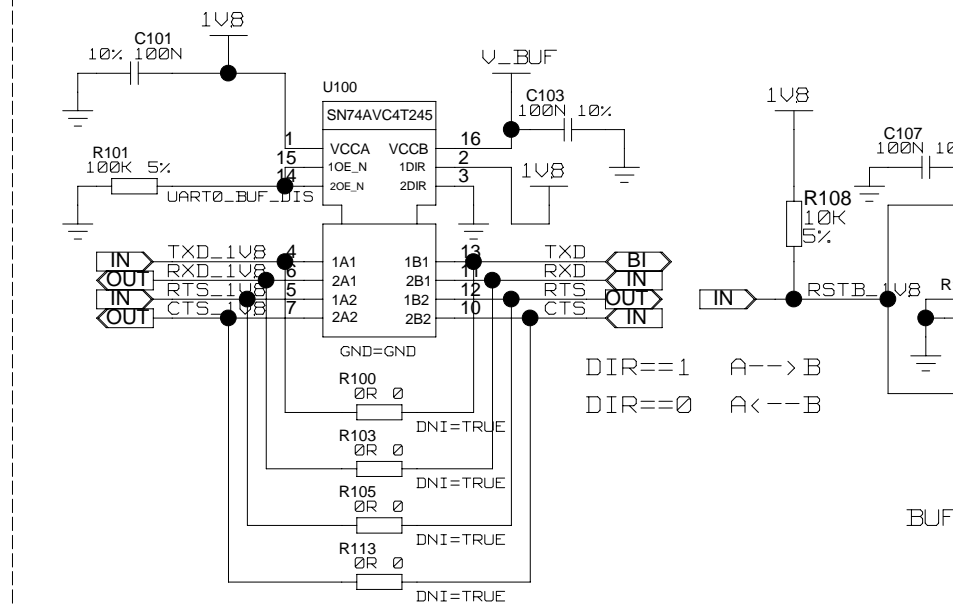 1V8
C101
10% 100N
V_BUF
U100
SN74AVC4T245
C103
100N 10%
1V8
C107
100N 10
1
VCCA
VCCB
16
15
1OE_N
1DIR
2
1V8
R101
100K 5%
14
2OE_N
2DIR
3
UART0_BUF_DIS
R108
10K
5%
IN
TXD_1V8
4
1A1
1B1
13
TXD
BI
OUT
RXD_1V8
6
2A1
2B1
11
RXD
IN
IN
RTS_1V8
5
1A2
1B2
12
RTS
OUT
IN
RSTB_1V8
R
OUT
CTS_1V8
7
2A2
2B2
10
CTS
IN
GND=GND
DIR==1 A-->B
DIR==0 A<--B
R100
0R 0
DNI=TRUE
R103
0R 0
DNI=TRUE
R105
0R 0
DNI=TRUE
BUF
R113
0R 0
DNI=TRUE